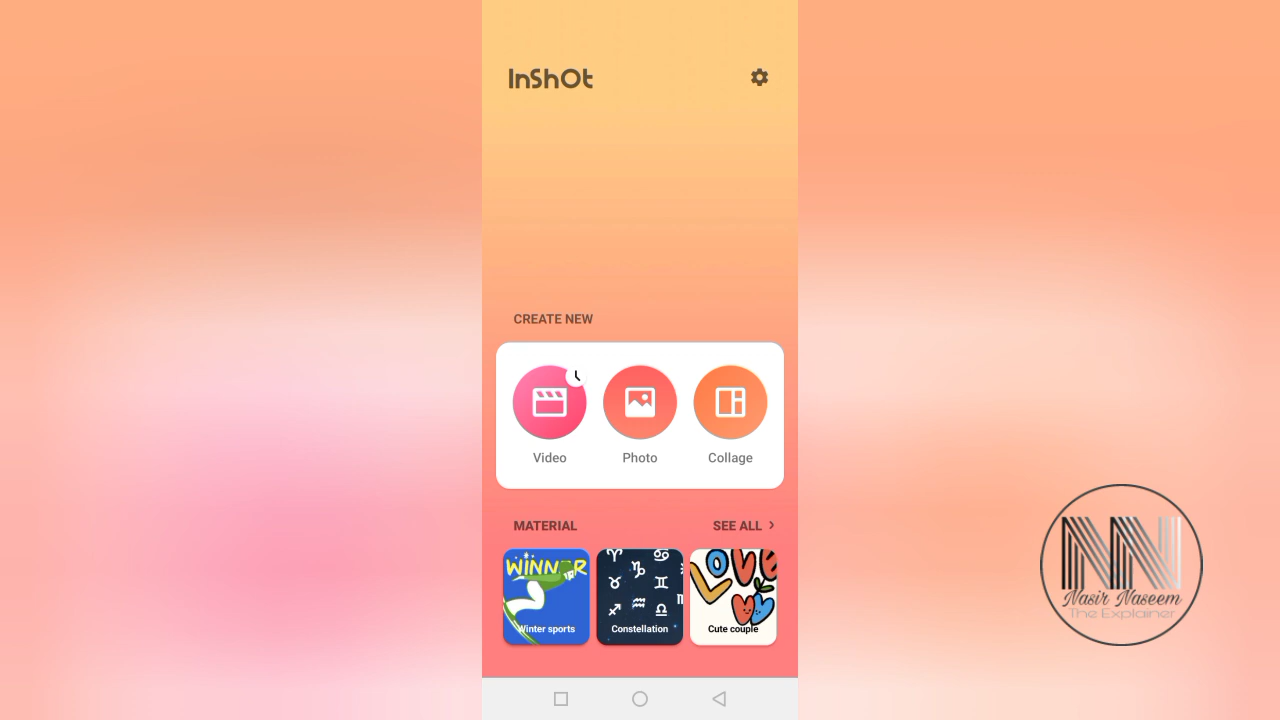 InShOt
CREATE NEW
Video
Photo
Collage
MATERIAL
SEE ALL
WINNER
Winter sports
Constellation
LOVE
Cute couple
NN
Nasir Naseem
The Explainer